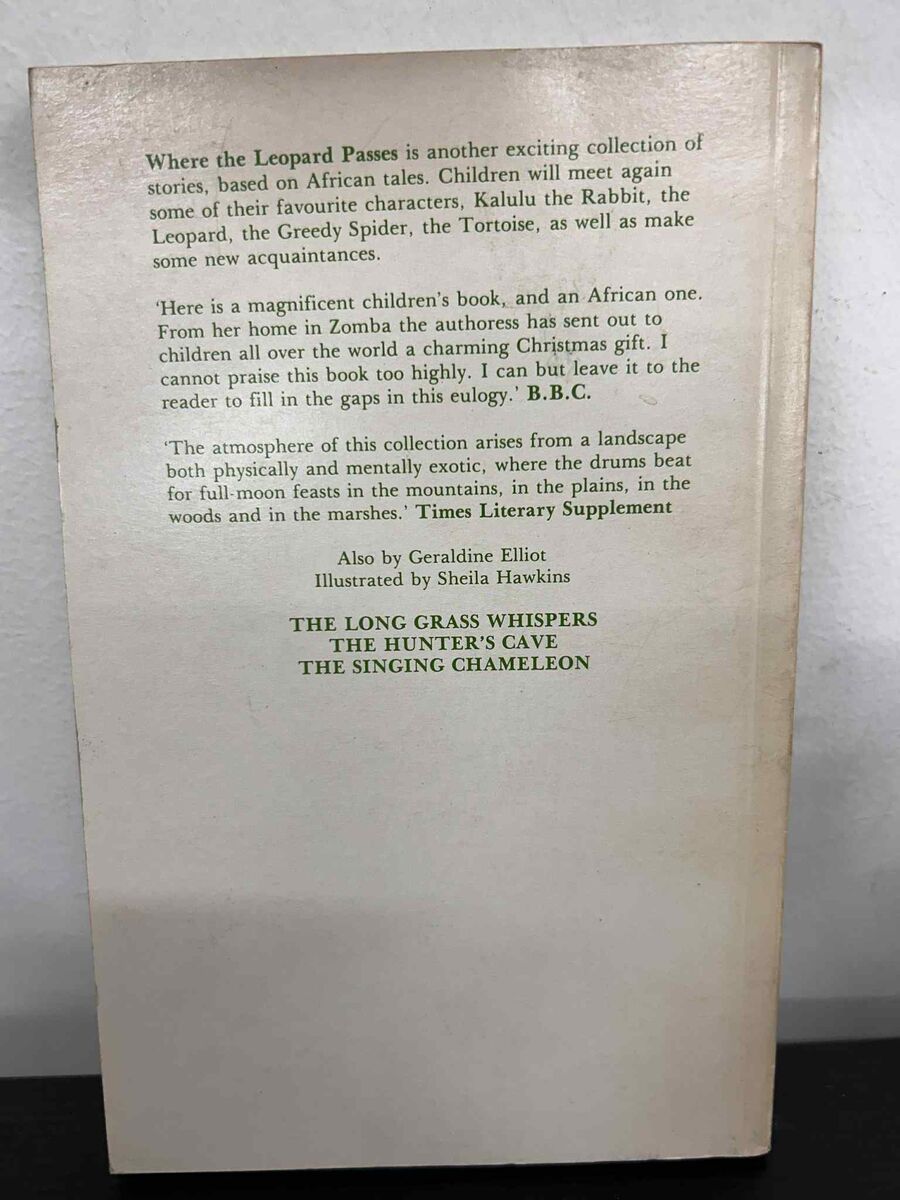 Where the Leopard Passes is another exciting collection of
stories, based on African tales. Children will meet again
some of their favourite characters, Kalulu the Rabbit, the
Leopard, the Greedy Spider, the Tortoise, as well as make
some new acquaintances.
'Here is a magnificent children's book, and an African one.
From her home in Zomba the authoress has sent out to
children all over the world a charming Christmas gift. I
cannot praise this book too highly. I can but leave it to the
reader to fill in the gaps in this eulogy.' B.B.C.
'The atmosphere of this collection arises from a landscape
both physically and mentally exotic, where the drums beat
for full-moon feasts in the mountains, in the plains, in the
woods and in the marshes.' Times Literary Supplement
Also by Geraldine Elliot
Illustrated by Sheila Hawkins
THE LONG GRASS WHISPERS
THE HUNTER'S CAVE
THE SINGING CHAMELEON